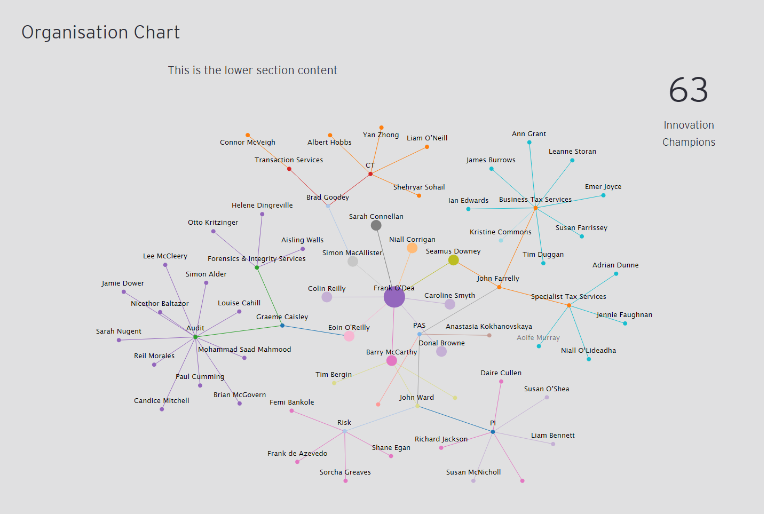 Organisation Chart
This is the lower section content
63
Innovation
Champions
Connor McVeigh
Albert Hobbs
Yan Zhong
Liam O'Neill
Ann Grant
Leanne Storan
Transaction Services
CT
James Burrows
Emer Joyce
Shehryar Sohail
Brad Goodey
Ian Edwards
Business Tax Services
Helene Dingreville
Sarah Connellan
Otto Kritzinger
Kristine Commons
Susan Farrissey
Aisling Walls
Niall Corrigan
Simon MacAllister
Seamus Downey
Tim Duggan
Lee McCleery
Forensics & Integrity Services
Adrian Dunne
Simon Alder
John Farrelly
Jamie Dower
Colin Reilly
Frank O'Dea
Caroline Smyth
Specialist Tax Services
Nicethor Baltazor
Louise Cahill
Graeme Caisley
Jennie Faughnan
Sarah Nugent
Audit
Eoin O'Reilly
PAS
Anastasia Kokhanovskaya
Aoife Murray
Donal Browne
Reil Morales
Mohammad Saad Mahmood
Barry McCarthy
Niall O'Lideadha
Faul Cumming
Tim Bergin
Daire Cullen
Susan O'Shea
Candice Mitchell
Brian McGovern
Femi Bankole
John Ward
Risk
PI
Richard Jackson
Liam Bennett
Frank de Azevedo
Shane Egan
Sorcha Greaves
Susan McNicholl